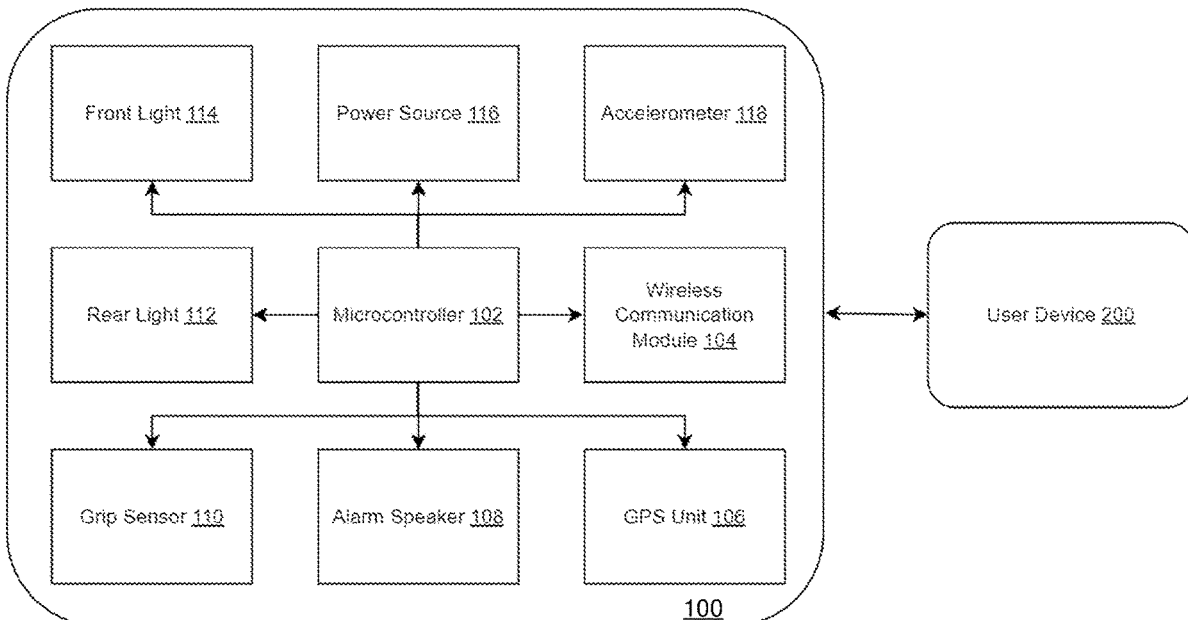 Front Light 114
Power Source 116
Accelerometer 118
Rear Light 112
Microcontroller 102
Wireless
Communication
Module 104
User Device 200
Grip Sensor 110
Alarm Speaker 108
GPS Unit 106
100